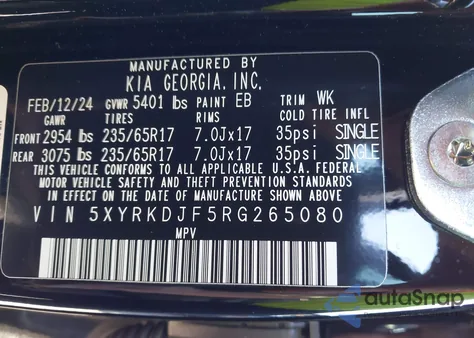 MANUFACTURED BY
KIA GEORGIA, INC.
FEB/12/24 GVWR 5401 lbs PAINT EB TRIM WK
GAWR TIRES RIMS COLD TIRE INFL
FRONT 2954 lbs 235/65R17 7.0Jx17 35psi SINGLE
REAR 3075 lbs 235/65R17 7.0Jx17 35psi SINGLE
THIS VEHICLE CONFORMS TO ALL APPLICABLE U.S.A. FEDERAL
MOTOR VEHICLE SAFETY AND THEFT PREVENTION STANDARDS
IN EFFECT ON THE DATE OF MANUFACTURE SHOWN ABOVE.
VIN 5XYRKDJF5RG265080
MPV
autoSnap